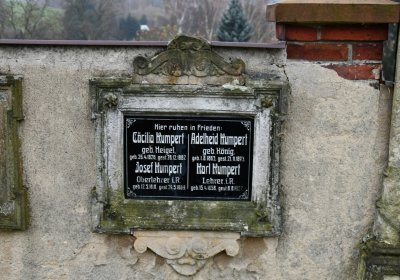 Hier ruhen in Frieden:
Cäcilia Humpert
geb. Heigel,
Josef Humpert
Oberlehrer i.R.
Adelheid Humpert
geb. König,
Karl Humpert
Lehrer i.R.